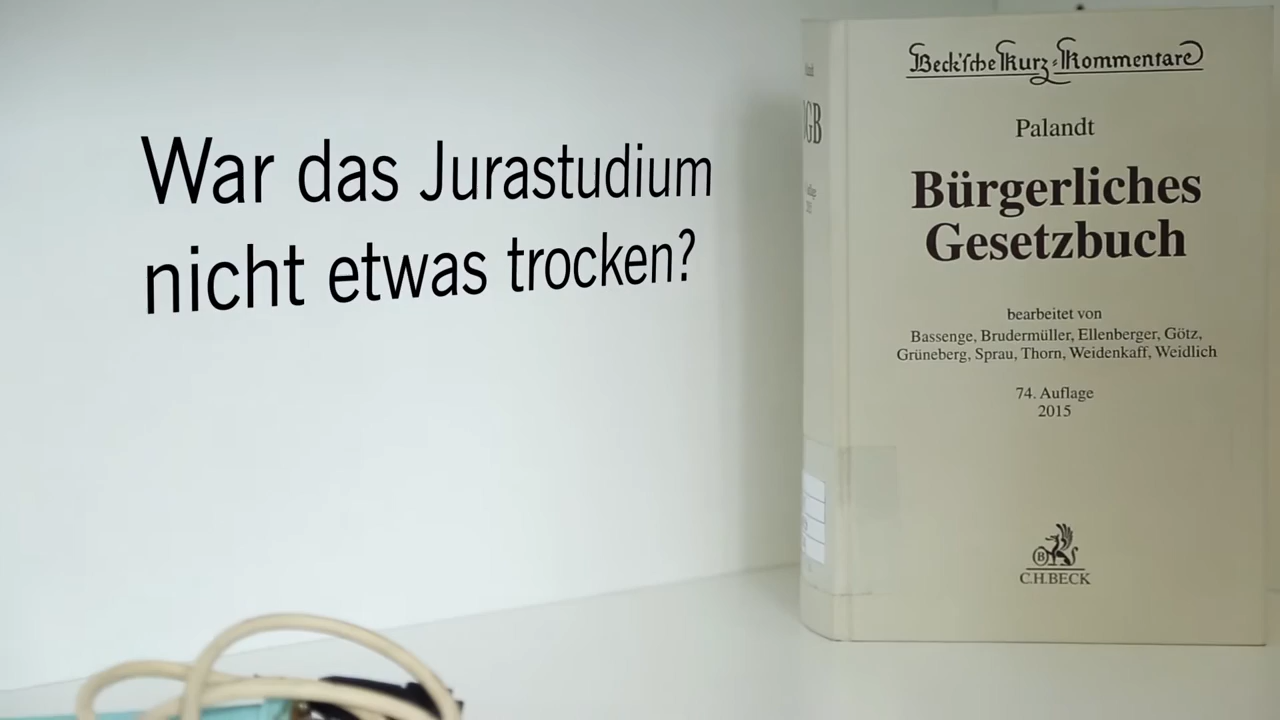 War das Jurastudium
nicht etwas trocken?
Beck'sche Kurz-Kommentare
Palandt
Bürgerliches
Gesetzbuch
bearbeitet von
Bassenge, Brudermüller, Ellenberger, Götz,
Grüneberg, Sprau, Thorn, Weidenkaff, Weidlich
74. Auflage
2015
B
C.H.BECK